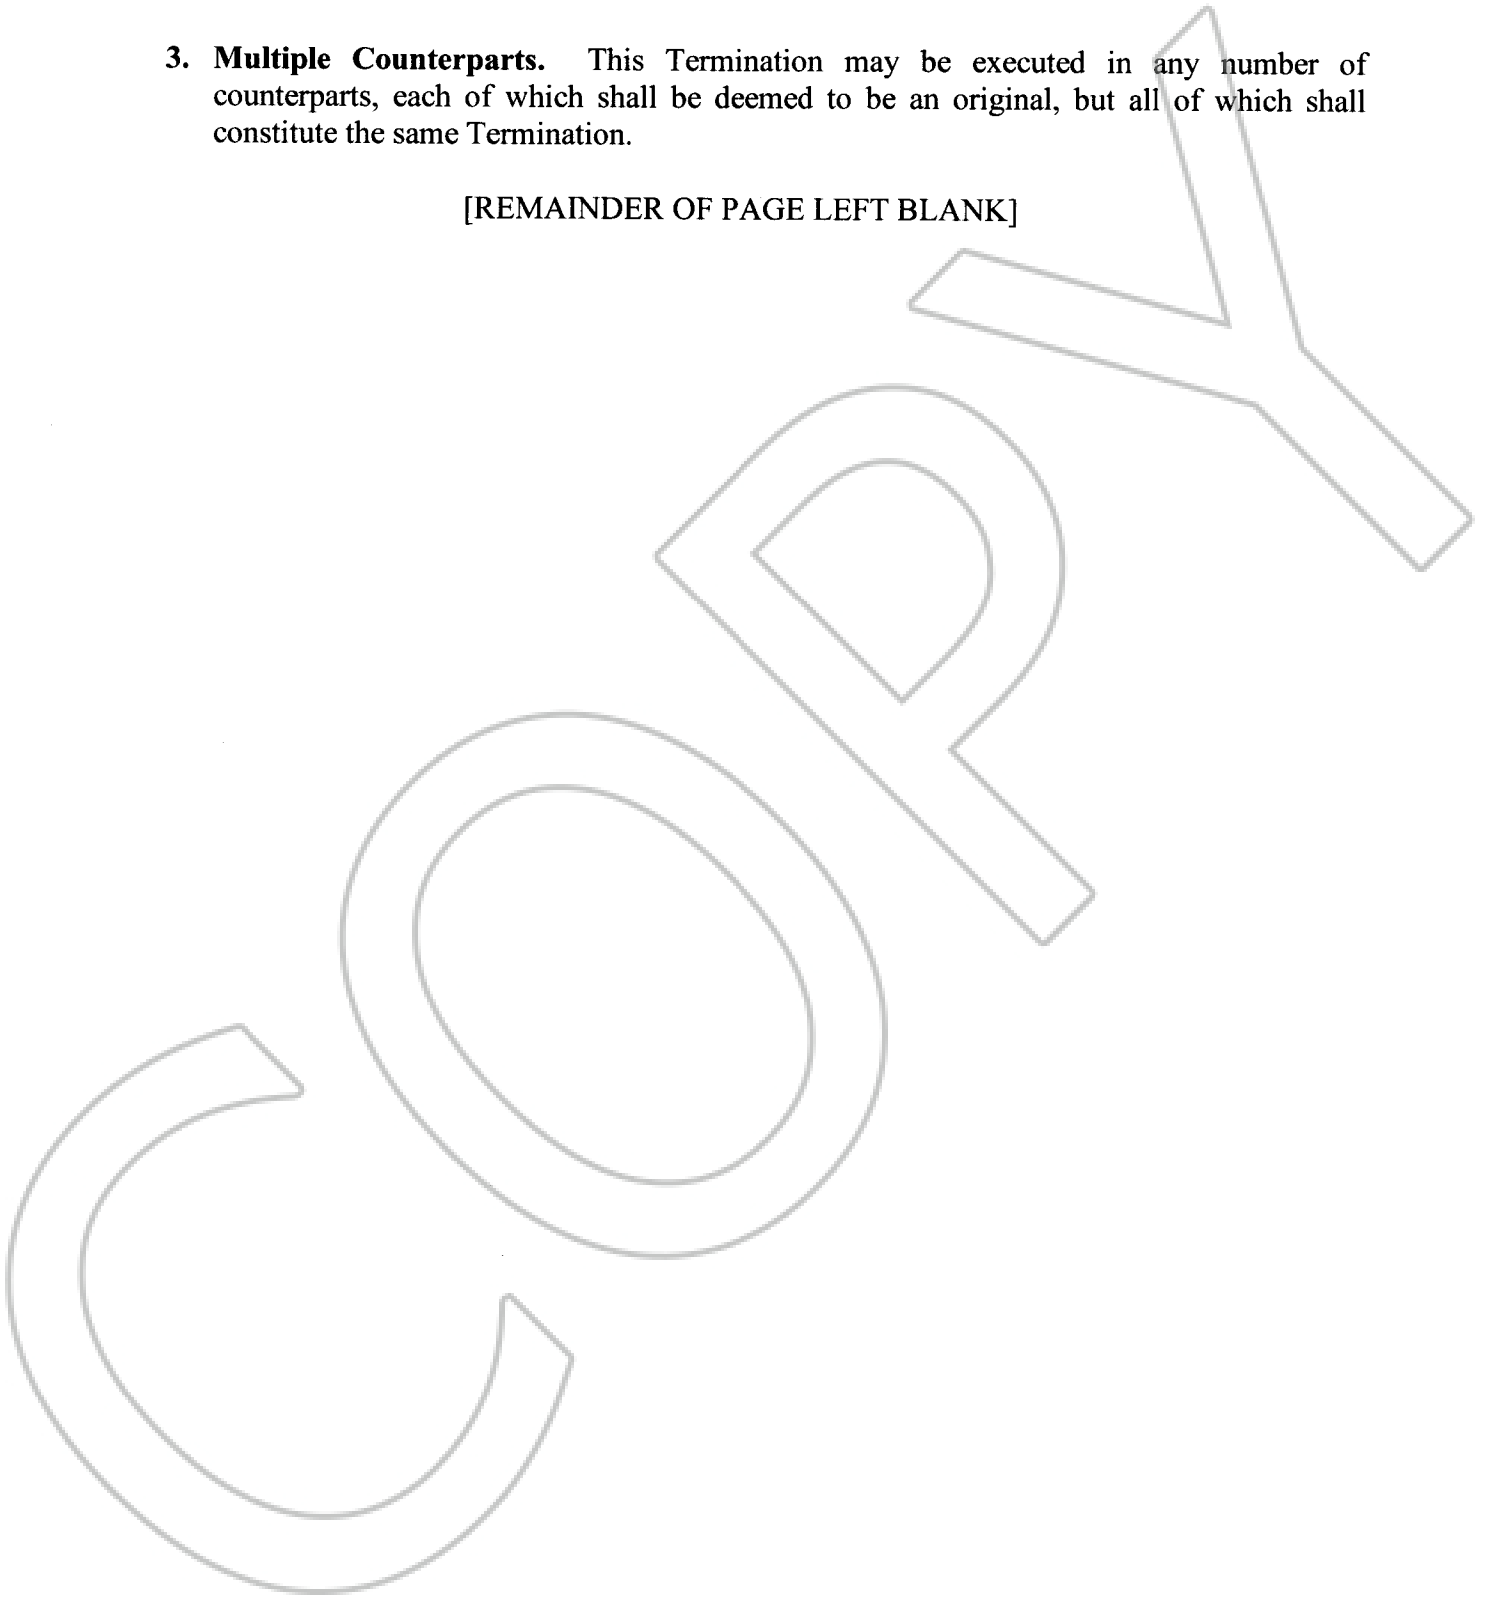 3. Multiple Counterparts. This Termination may be executed in any number of
counterparts, each of which shall be deemed to be an original, but all of which shall
constitute the same Termination.
[REMAINDER OF PAGE LEFT BLANK]
COPY